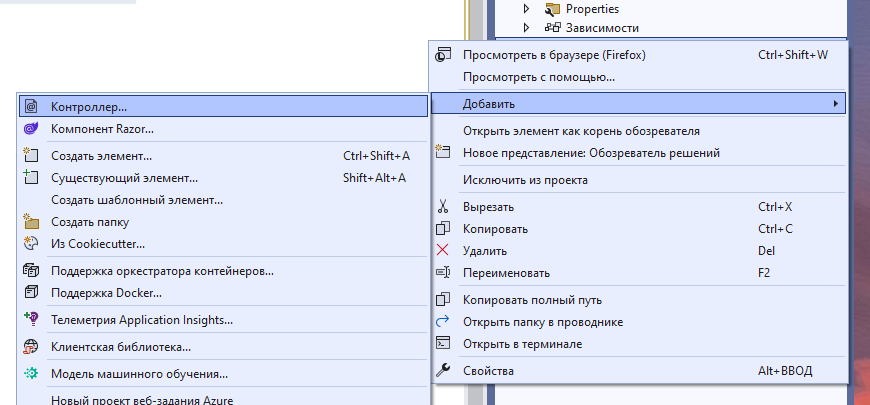 Properties
Зависимости
Просмотреть в браузере (Firefox) Ctrl+Shift+W
Просмотреть с помощью...
Добавить
Открыть элемент как корень обозревателя
Новое представление: Обозреватель решений
Исключить из проекта
Вырезать Ctrl+X
Копировать Ctrl+C
Удалить Del
Переименовать F2
Копировать полный путь
Открыть папку в проводнике
Открыть в терминале
Свойства Alt+ВВОД
Контроллер...
Компонент Razor...
Создать элемент... Ctrl+Shift+A
Существующий элемент... Shift+Alt+A
Создать шаблонный элемент...
Создать папку
Из Cookiecutter...
Поддержка оркестратора контейнеров...
Поддержка Docker...
Телеметрия Application Insights...
Клиентская библиотека...
Модель машинного обучения...
Новый проект веб-задания Azure